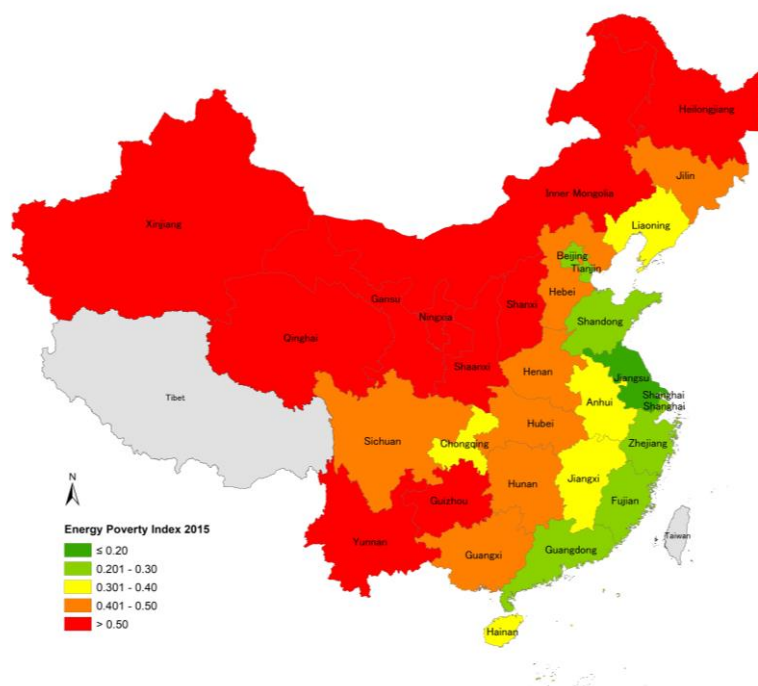 Heilongjiang
Jilin
Inner Mongolia
Liaoning
Xinjiang
Beijing
Tianjin
Gansu
Hebei
Ningxia
Shanxi
Shandong
Qinghai
Shaanxi
Henan
Jiangsu
Tibet
Anhui
Shanghai
Shanghai
Hubei
Sichuan
Chongqing
Zhejiang
Jiangxi
Hunan
Guizhou
Fujian
N
Energy Poverty Index 2015
Yunnan
Taiwan
≤ 0.20
Guangxi
Guangdong
0.201 - 0.30
0.301 - 0.40
0.401 - 0.50
> 0.50
Hainan